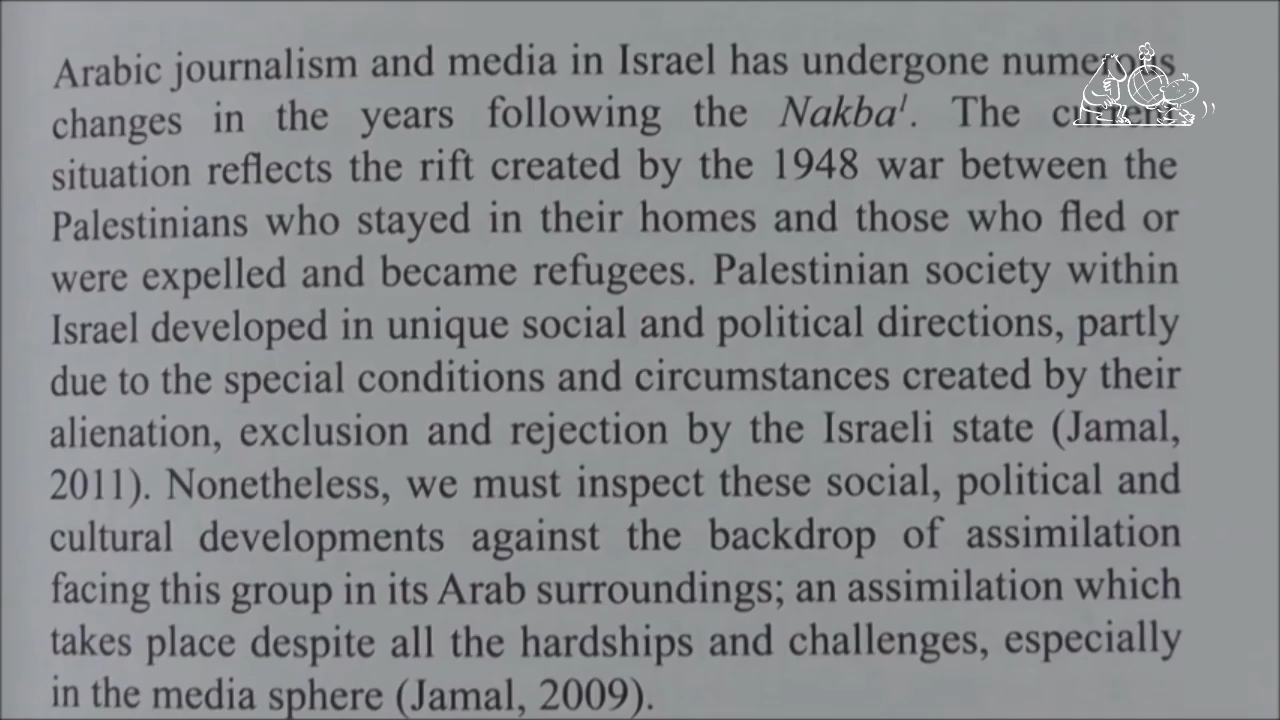 Arabic journalism and media in Israel has undergone numerous
changes in the years following the Nakba¹. The current
situation reflects the rift created by the 1948 war between the
Palestinians who stayed in their homes and those who fled or
were expelled and became refugees. Palestinian society within
Israel developed in unique social and political directions, partly
due to the special conditions and circumstances created by their
alienation, exclusion and rejection by the Israeli state (Jamal,
2011). Nonetheless, we must inspect these social, political and
cultural developments against the backdrop of assimilation
facing this group in its Arab surroundings; an assimilation which
takes place despite all the hardships and challenges, especially
in the media sphere (Jamal, 2009).